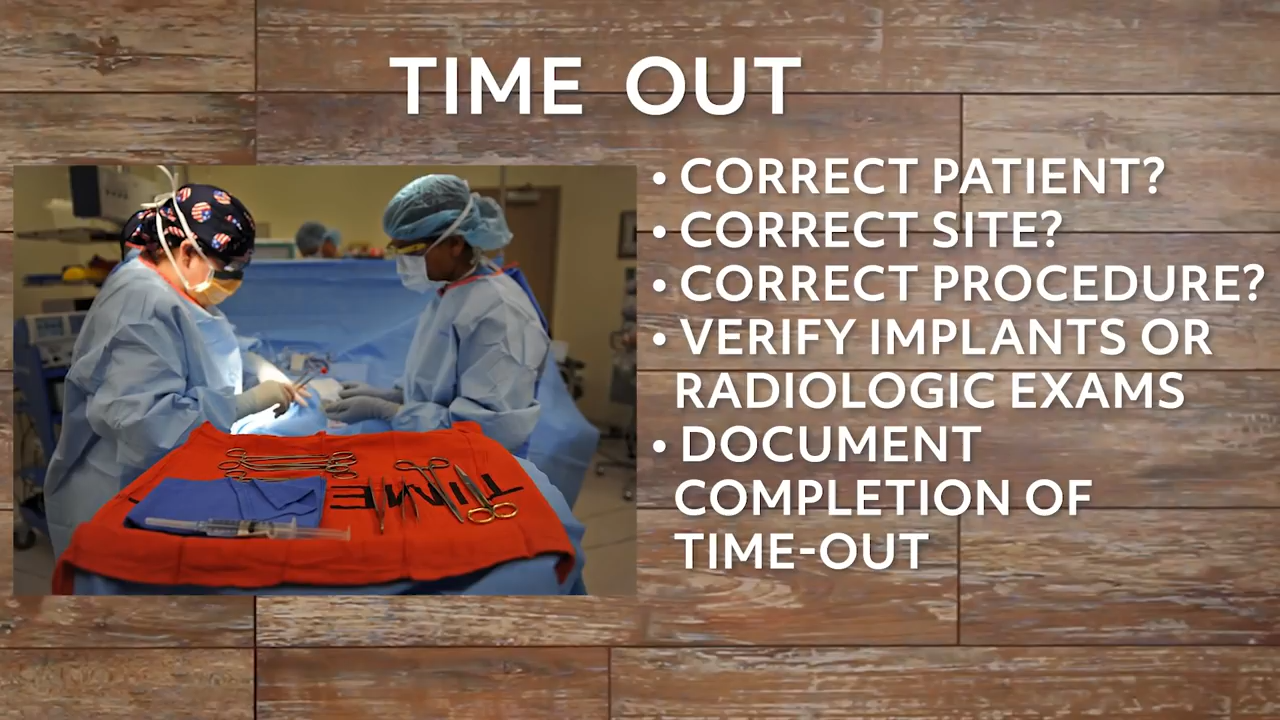 TIME OUT
• CORRECT PATIENT?
• CORRECT SITE?
• CORRECT PROCEDURE?
• VERIFY IMPLANTS OR
RADIOLOGIC EXAMS
• DOCUMENT
COMPLETION OF
TIME-OUT
TIME